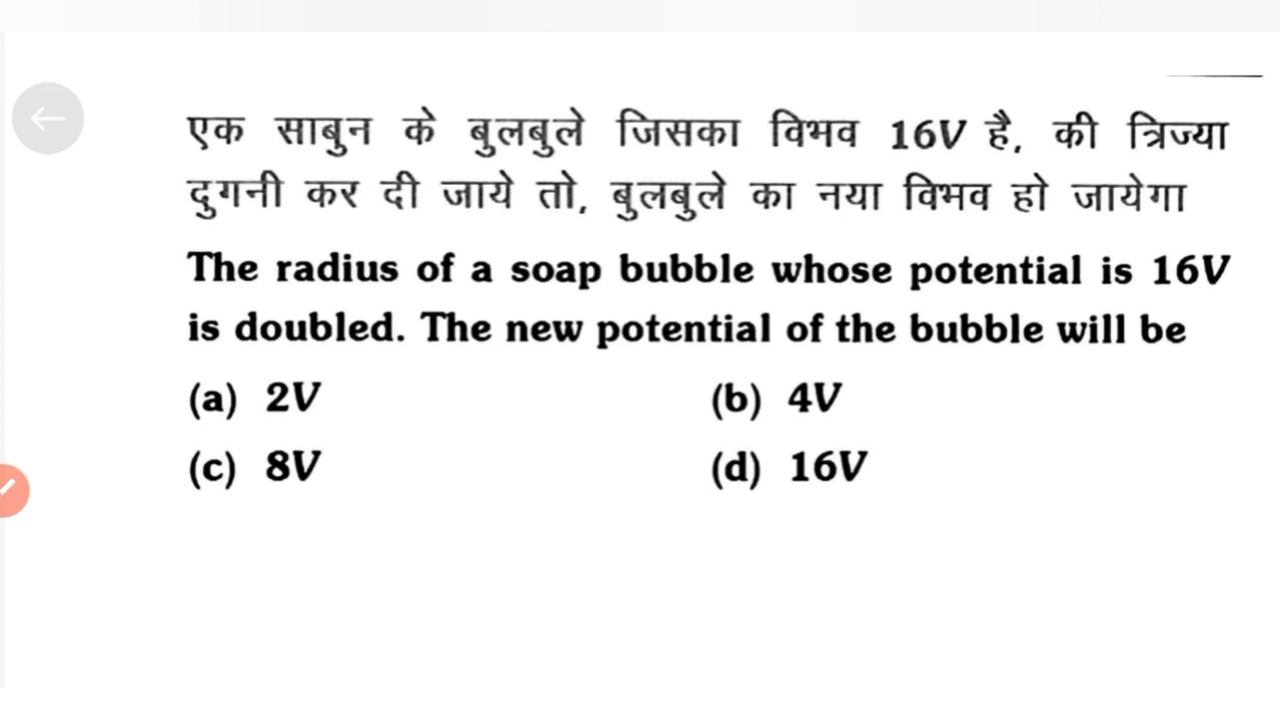 एक साबुन के बुलबुले जिसका विभव 16V है, की त्रिज्या
दुगनी कर दी जाये तो, बुलबुले का नया विभव हो जायेगा
The radius of a soap bubble whose potential is 16V
is doubled. The new potential of the bubble will be
(a) 2V (b) 4V
(c) 8V (d) 16V